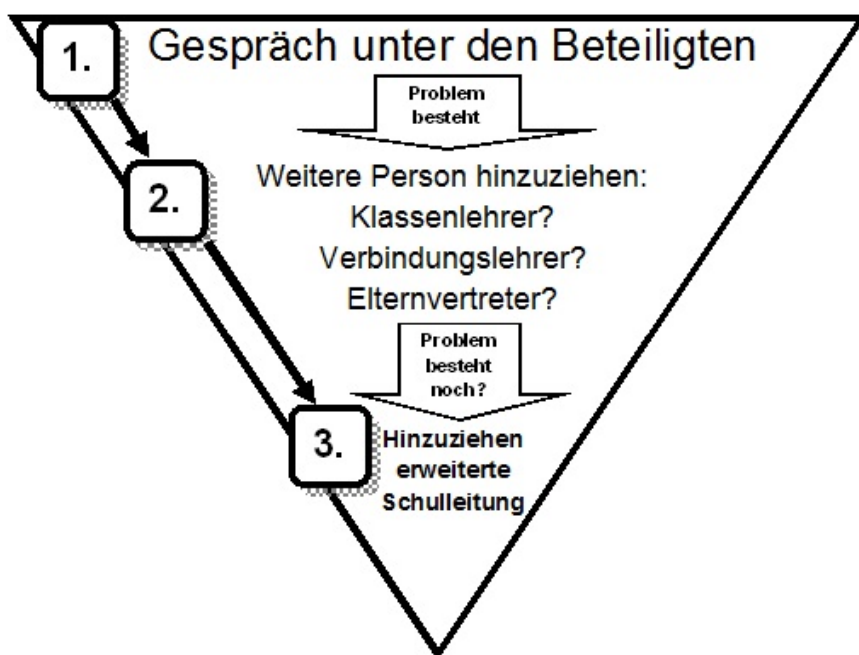 1. Gespräch unter den Beteiligten
Problem
besteht
2. Weitere Person hinzuziehen:
Klassenlehrer?
Verbindungslehrer?
Elternvertreter?
Problem
besteht
noch?
3. Hinzuziehen
erweiterte
Schulleitung